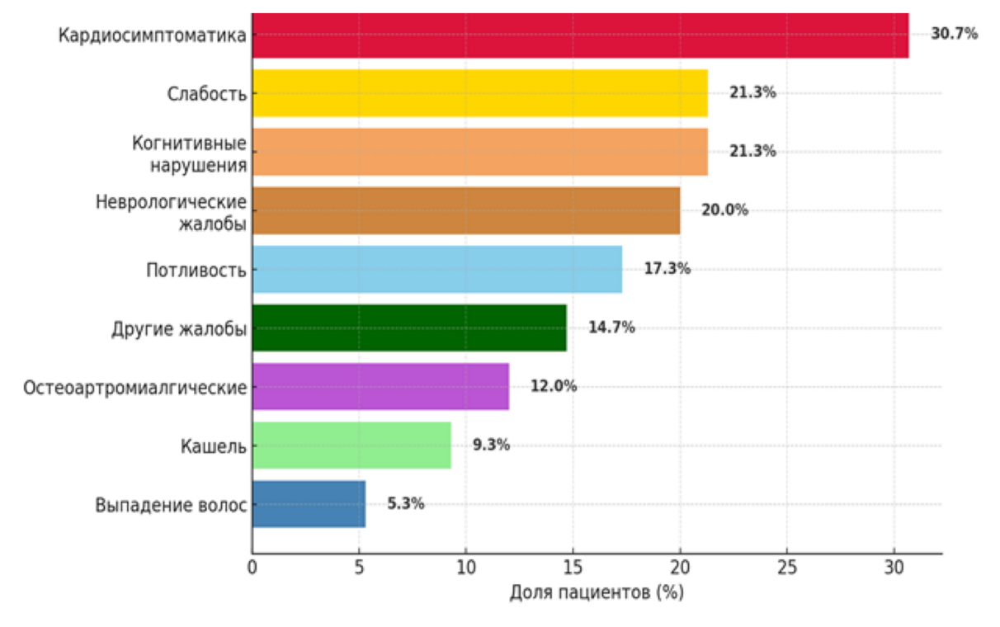 Кардиосимптоматика
30.7%
Слабость
21.3%
Когнитивные
нарушения
21.3%
Неврологические
жалобы
20.0%
Потливость
17.3%
Другие жалобы
14.7%
Остеоартромиалгические
12.0%
Кашель
9.3%
Выпадение волос
5.3%
0 5 10 15 20 25 30
Доля пациентов (%)